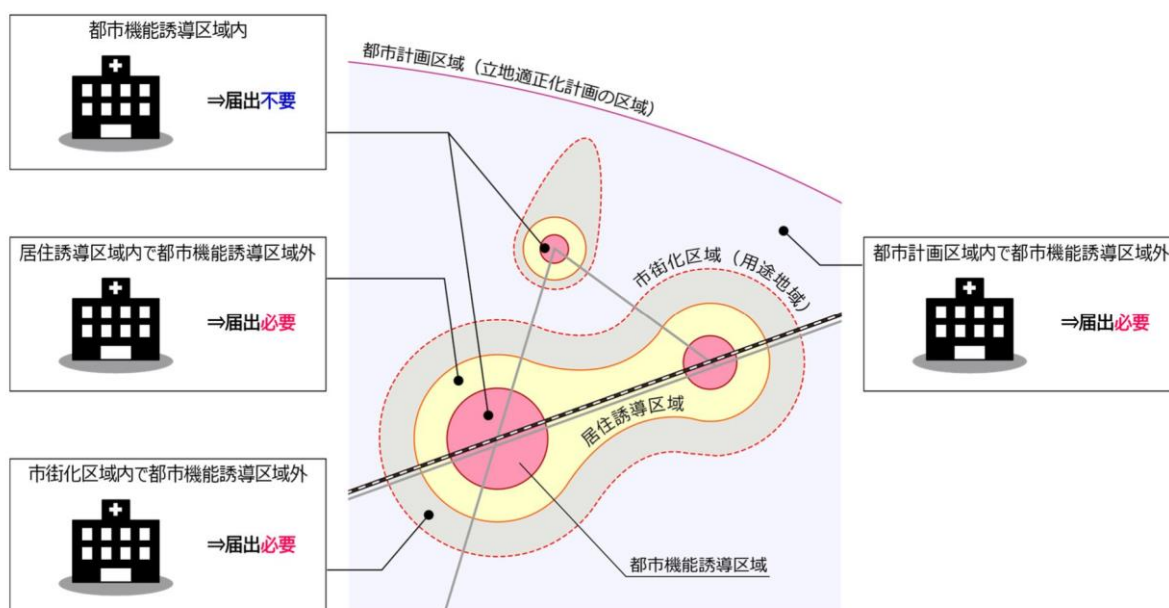 都市機能誘導区域内
⇒届出不要
居住誘導区域内で都市機能誘導区域外
⇒届出必要
市街化区域内で都市機能誘導区域外
⇒届出必要
都市計画区域（立地適正化計画の区域）
市街化区域（用途地域）
居住誘導区域
都市機能誘導区域
都市計画区域内で都市機能誘導区域外
⇒届出必要